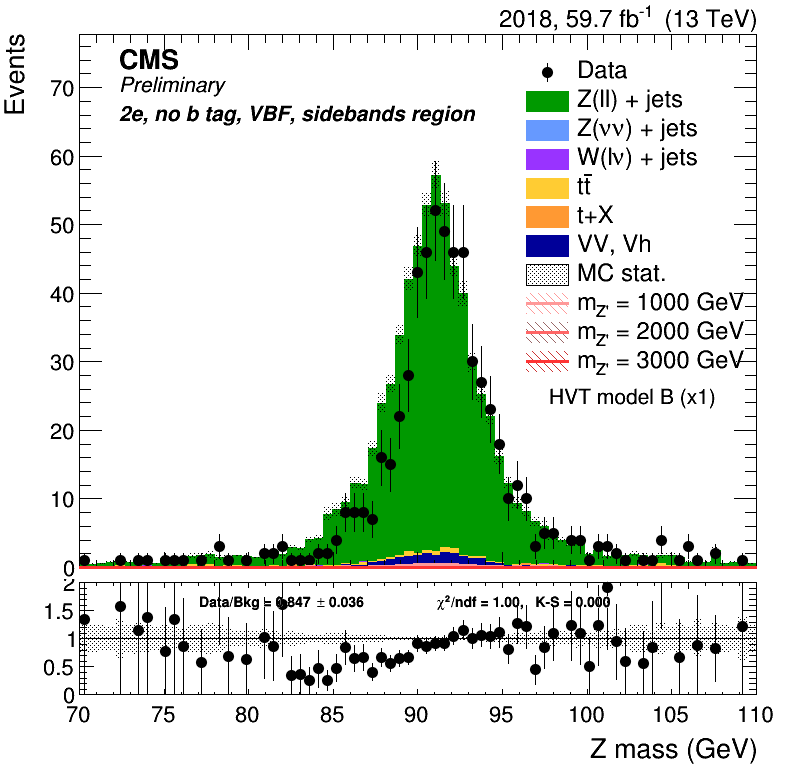 2018, 59.7 fb⁻¹ (13 TeV)
Events
CMS
Preliminary
2e, no b tag, VBF, sidebands region
Data
Z(ll) + jets
Z(νν) + jets
W(lν) + jets
tt̄
t+X
VV, Vh
MC stat.
m_Z' = 1000 GeV
m_Z' = 2000 GeV
m_Z' = 3000 GeV
HVT model B (x1)
70
60
50
40
30
20
10
0
Data/Bkg = 0.847 ± 0.036
χ²/ndf = 1.00, K-S = 0.000
2
1.5
1
0.5
0
70 75 80 85 90 95 100 105 110
Z mass (GeV)